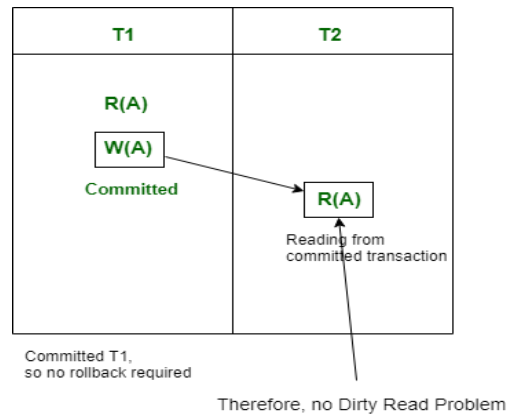 T1
T2
R(A)
W(A)
Committed
R(A)
Reading from
committed transaction
Committed T1,
so no rollback required
Therefore, no Dirty Read Problem